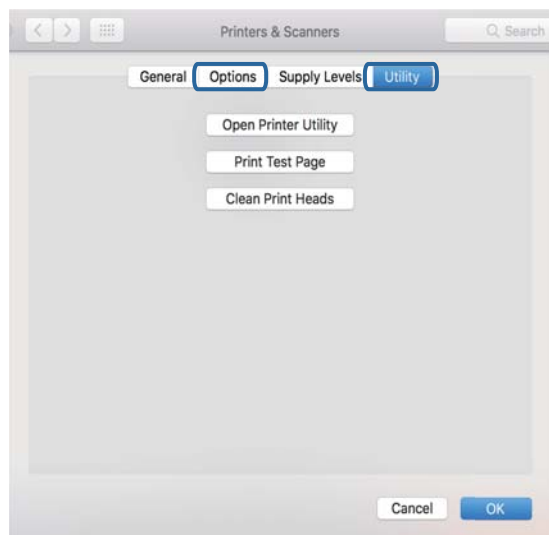 Printers & Scanners Search
General Options Supply Levels Utility
Open Printer Utility
Print Test Page
Clean Print Heads
Cancel OK